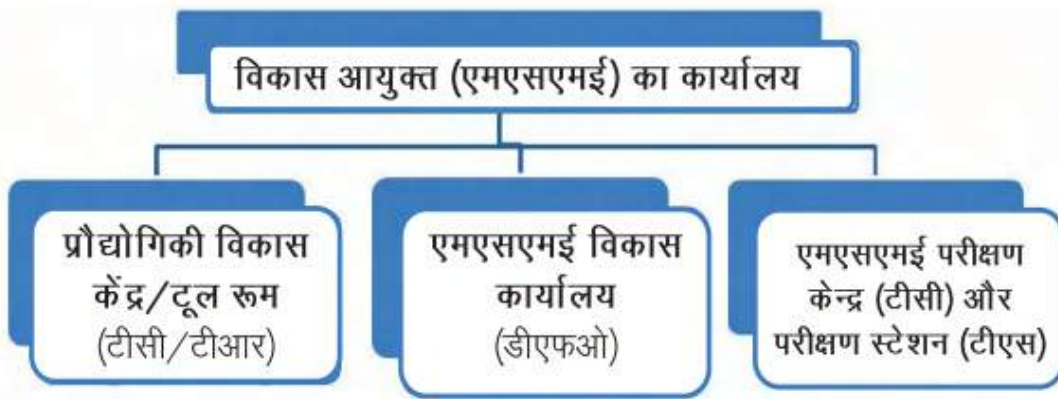 विकास आयुक्त (एमएसएमई) का कार्यालय
प्रौद्योगिकी विकास
केंद्र/टूल रूम
(टीसी/टीआर)
एमएसएमई विकास
कार्यालय
(डीएफओ)
एमएसएमई परीक्षण
केन्द्र (टीसी) और
परीक्षण स्टेशन (टीएस)